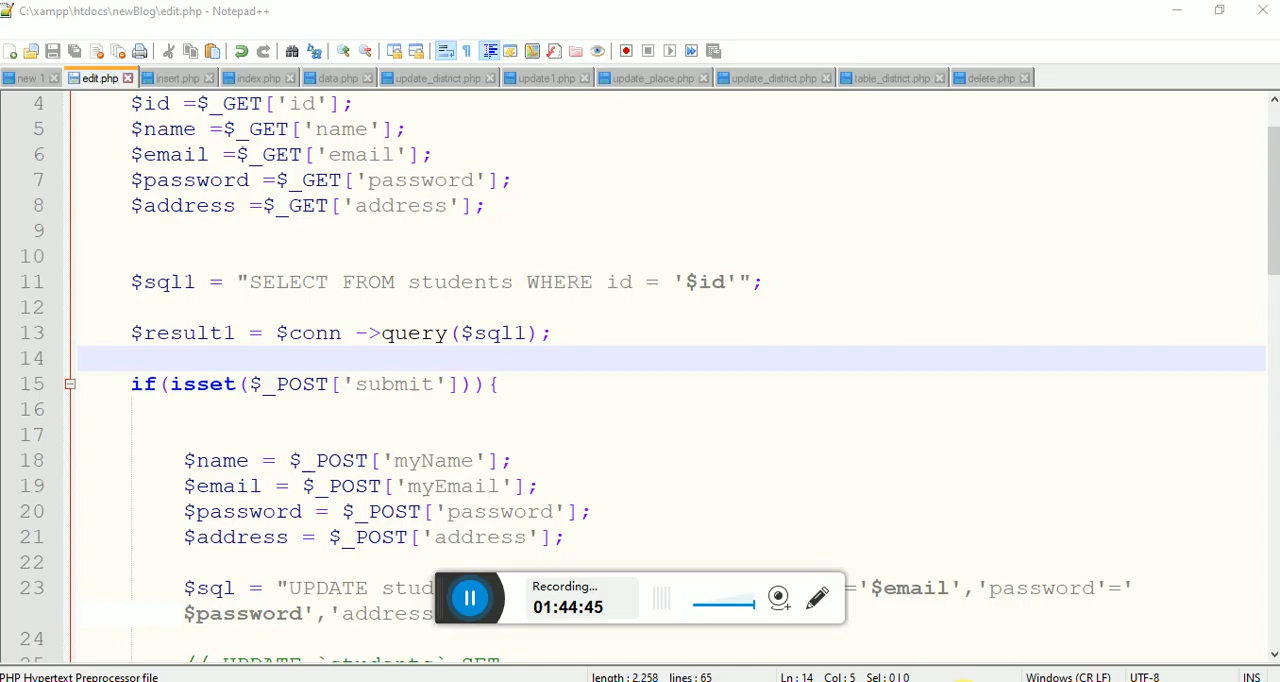 C:\xampp\htdocs\newBlog\edit.php - Notepad++
new 1 edit.php insert.php index.php data.php update_district.php update1.php update_place.php update_district.php table_district.php delete.php
4 $id =$_GET['id'];
5 $name =$_GET['name'];
6 $email =$_GET['email'];
7 $password =$_GET['password'];
8 $address =$_GET['address'];
9
10
11 $sql1 = "SELECT FROM students WHERE id = '$id'";
12
13 $result1 = $conn ->query($sql1);
14
15 if(isset($_POST['submit'])){
16
17
18 $name = $_POST['myName'];
19 $email = $_POST['myEmail'];
20 $password = $_POST['password'];
21 $address = $_POST['address'];
22
23 $sql = "UPDATE stud ='$email','password'='
$password','address
24
25 // UPDATE `students` SET
Recording...
01:44:45
PHP Hypertext Preprocessor file length : 2,258 lines : 65 Ln : 14 Col : 5 Sel : 0 | 0 Windows (CR LF) UTF-8 INS